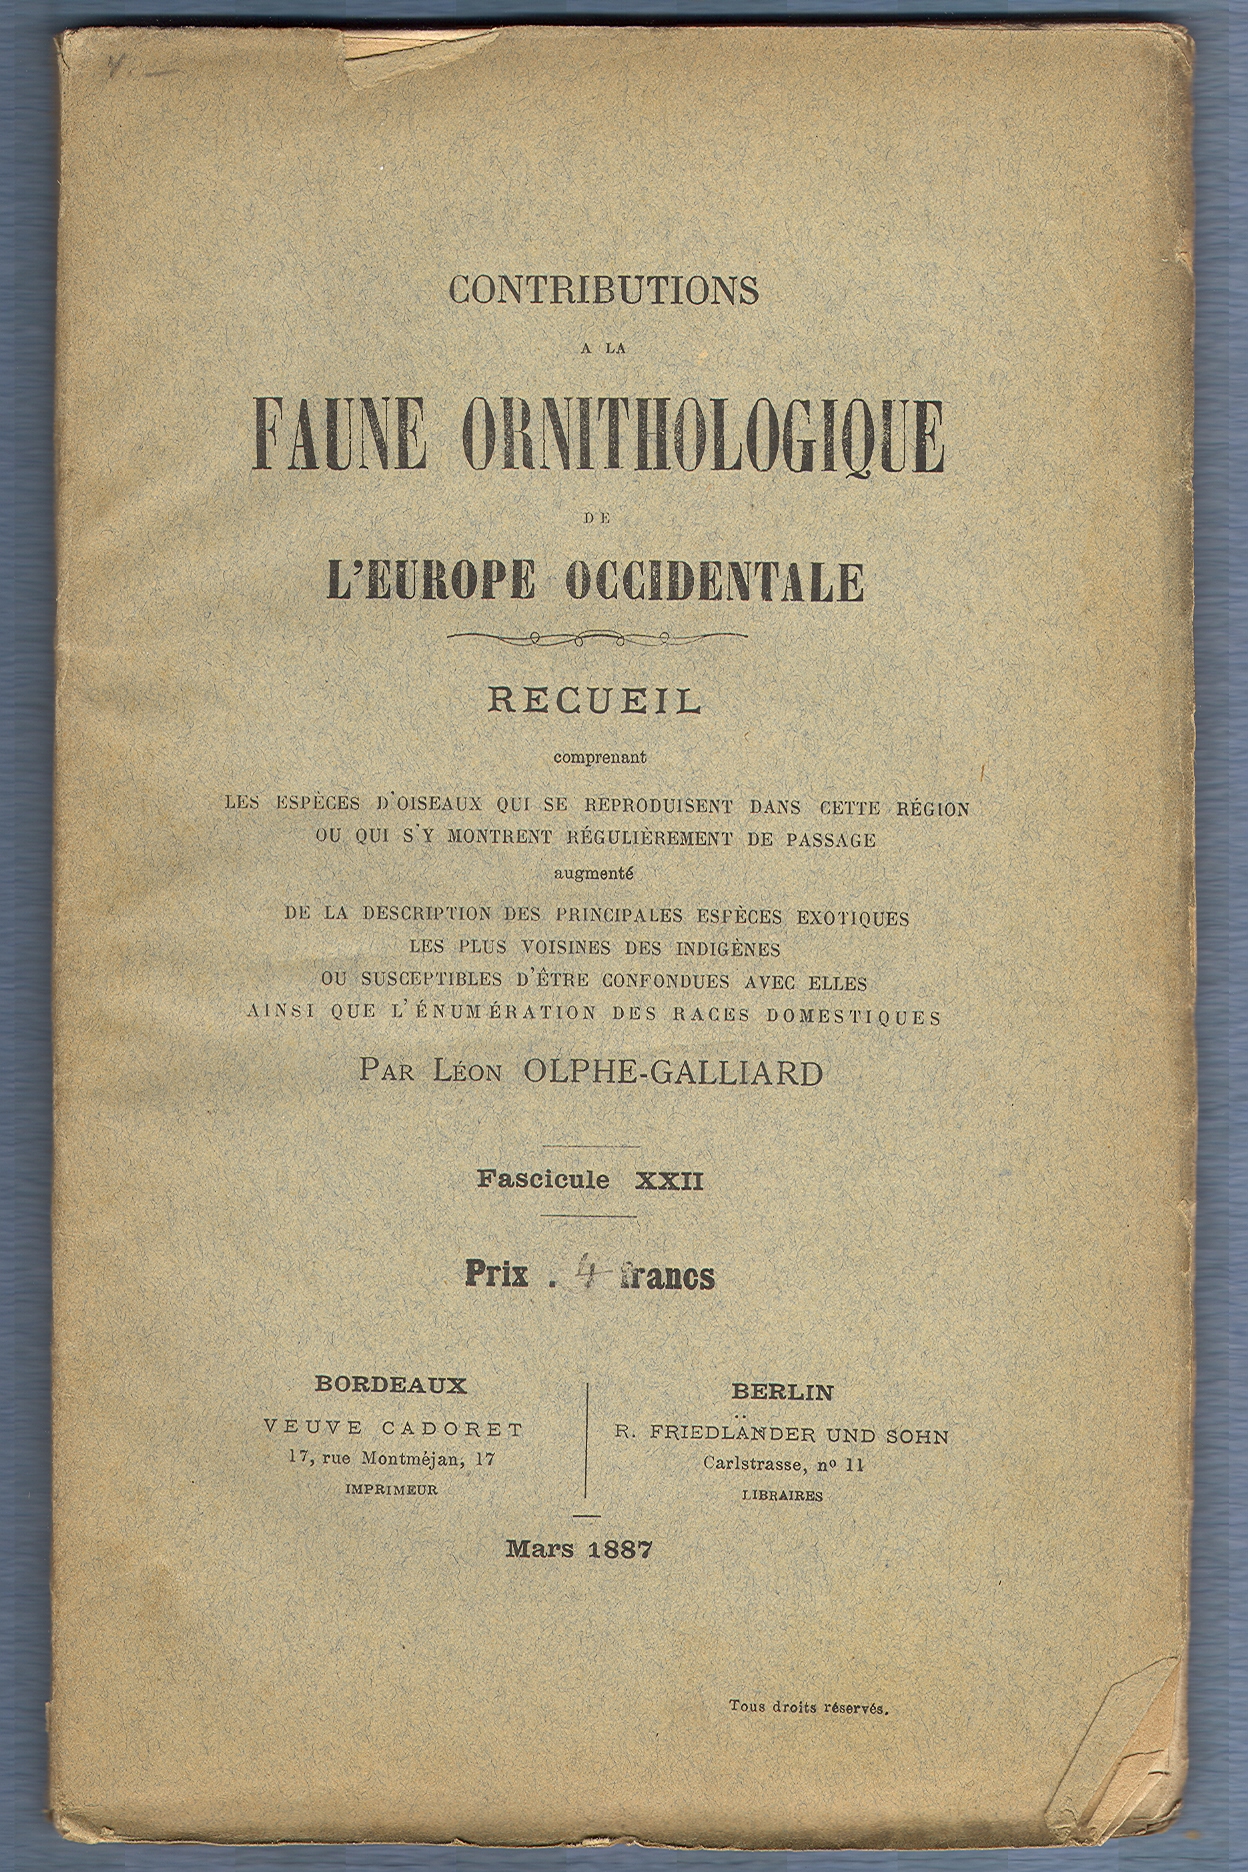 CONTRIBUTIONS
A LA
FAUNE ORNITHOLOGIQUE
DE
L'EUROPE OCCIDENTALE
RECUEIL
comprenant
LES ESPÈCES D'OISEAUX QUI SE REPRODUISENT DANS CETTE RÉGION
OU QUI S'Y MONTRENT RÉGULIÈREMENT DE PASSAGE
augmenté
DE LA DESCRIPTION DES PRINCIPALES ESPÈCES EXOTIQUES
LES PLUS VOISINES DES INDIGÈNES
OU SUSCEPTIBLES D'ÊTRE CONFONDUES AVEC ELLES
AINSI QUE L'ÉNUMÉRATION DES RACES DOMESTIQUES
PAR LÉON OLPHE-GALLIARD
Fascicule XXII
Prix . 4 francs
BORDEAUX
VEUVE CADORET
17, rue Montméjan, 17
IMPRIMEUR
BERLIN
R. FRIEDLÄNDER UND SOHN
Carlstrasse, nº 11
LIBRAIRES
Mars 1887
Tous droits réservés.